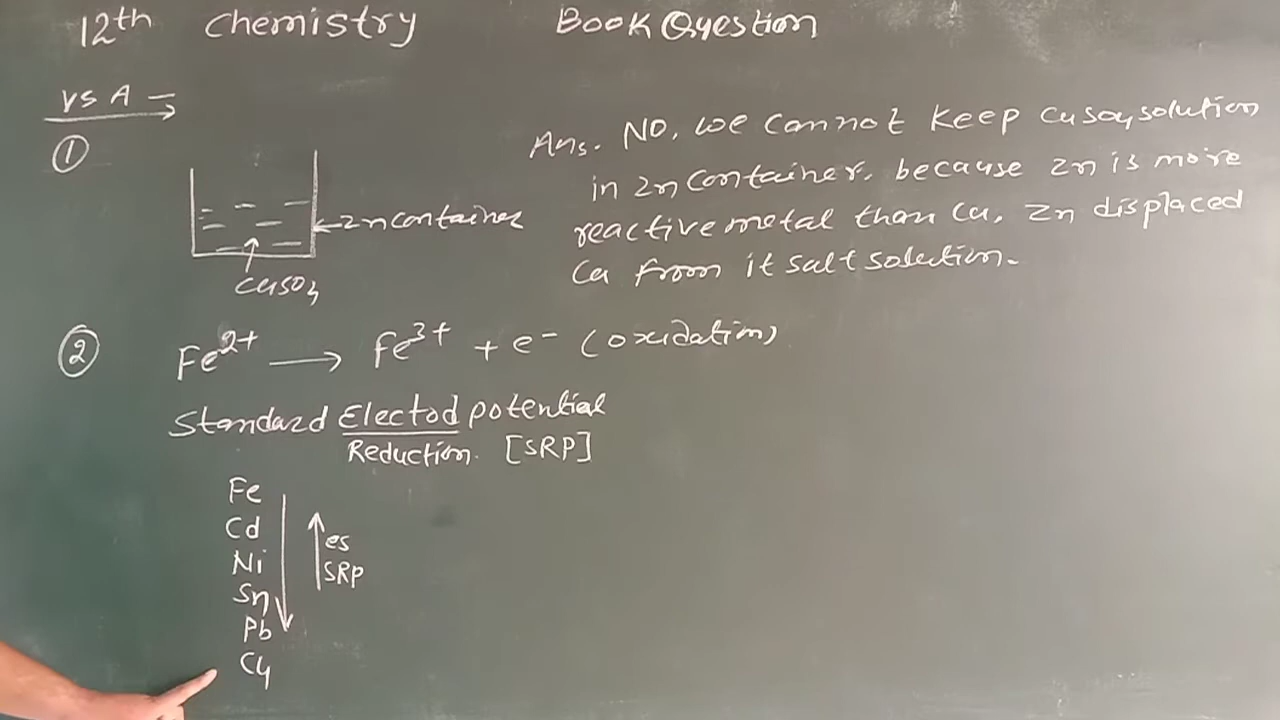 12th Chemistry Book Question
VSA -
①
Ans. NO, we cannot keep CuSO4 solution
in Zn container, because Zn is more
reactive metal than Cu. Zn displaced
Cu from it salt solution.
Zn container
CuSO4
② Fe2+ → Fe3+ + e- (oxidation)
Standard Electod potential
Reduction. [SRP]
Fe
Cd
Ni
Sn
Pb
Cu
es
SRP